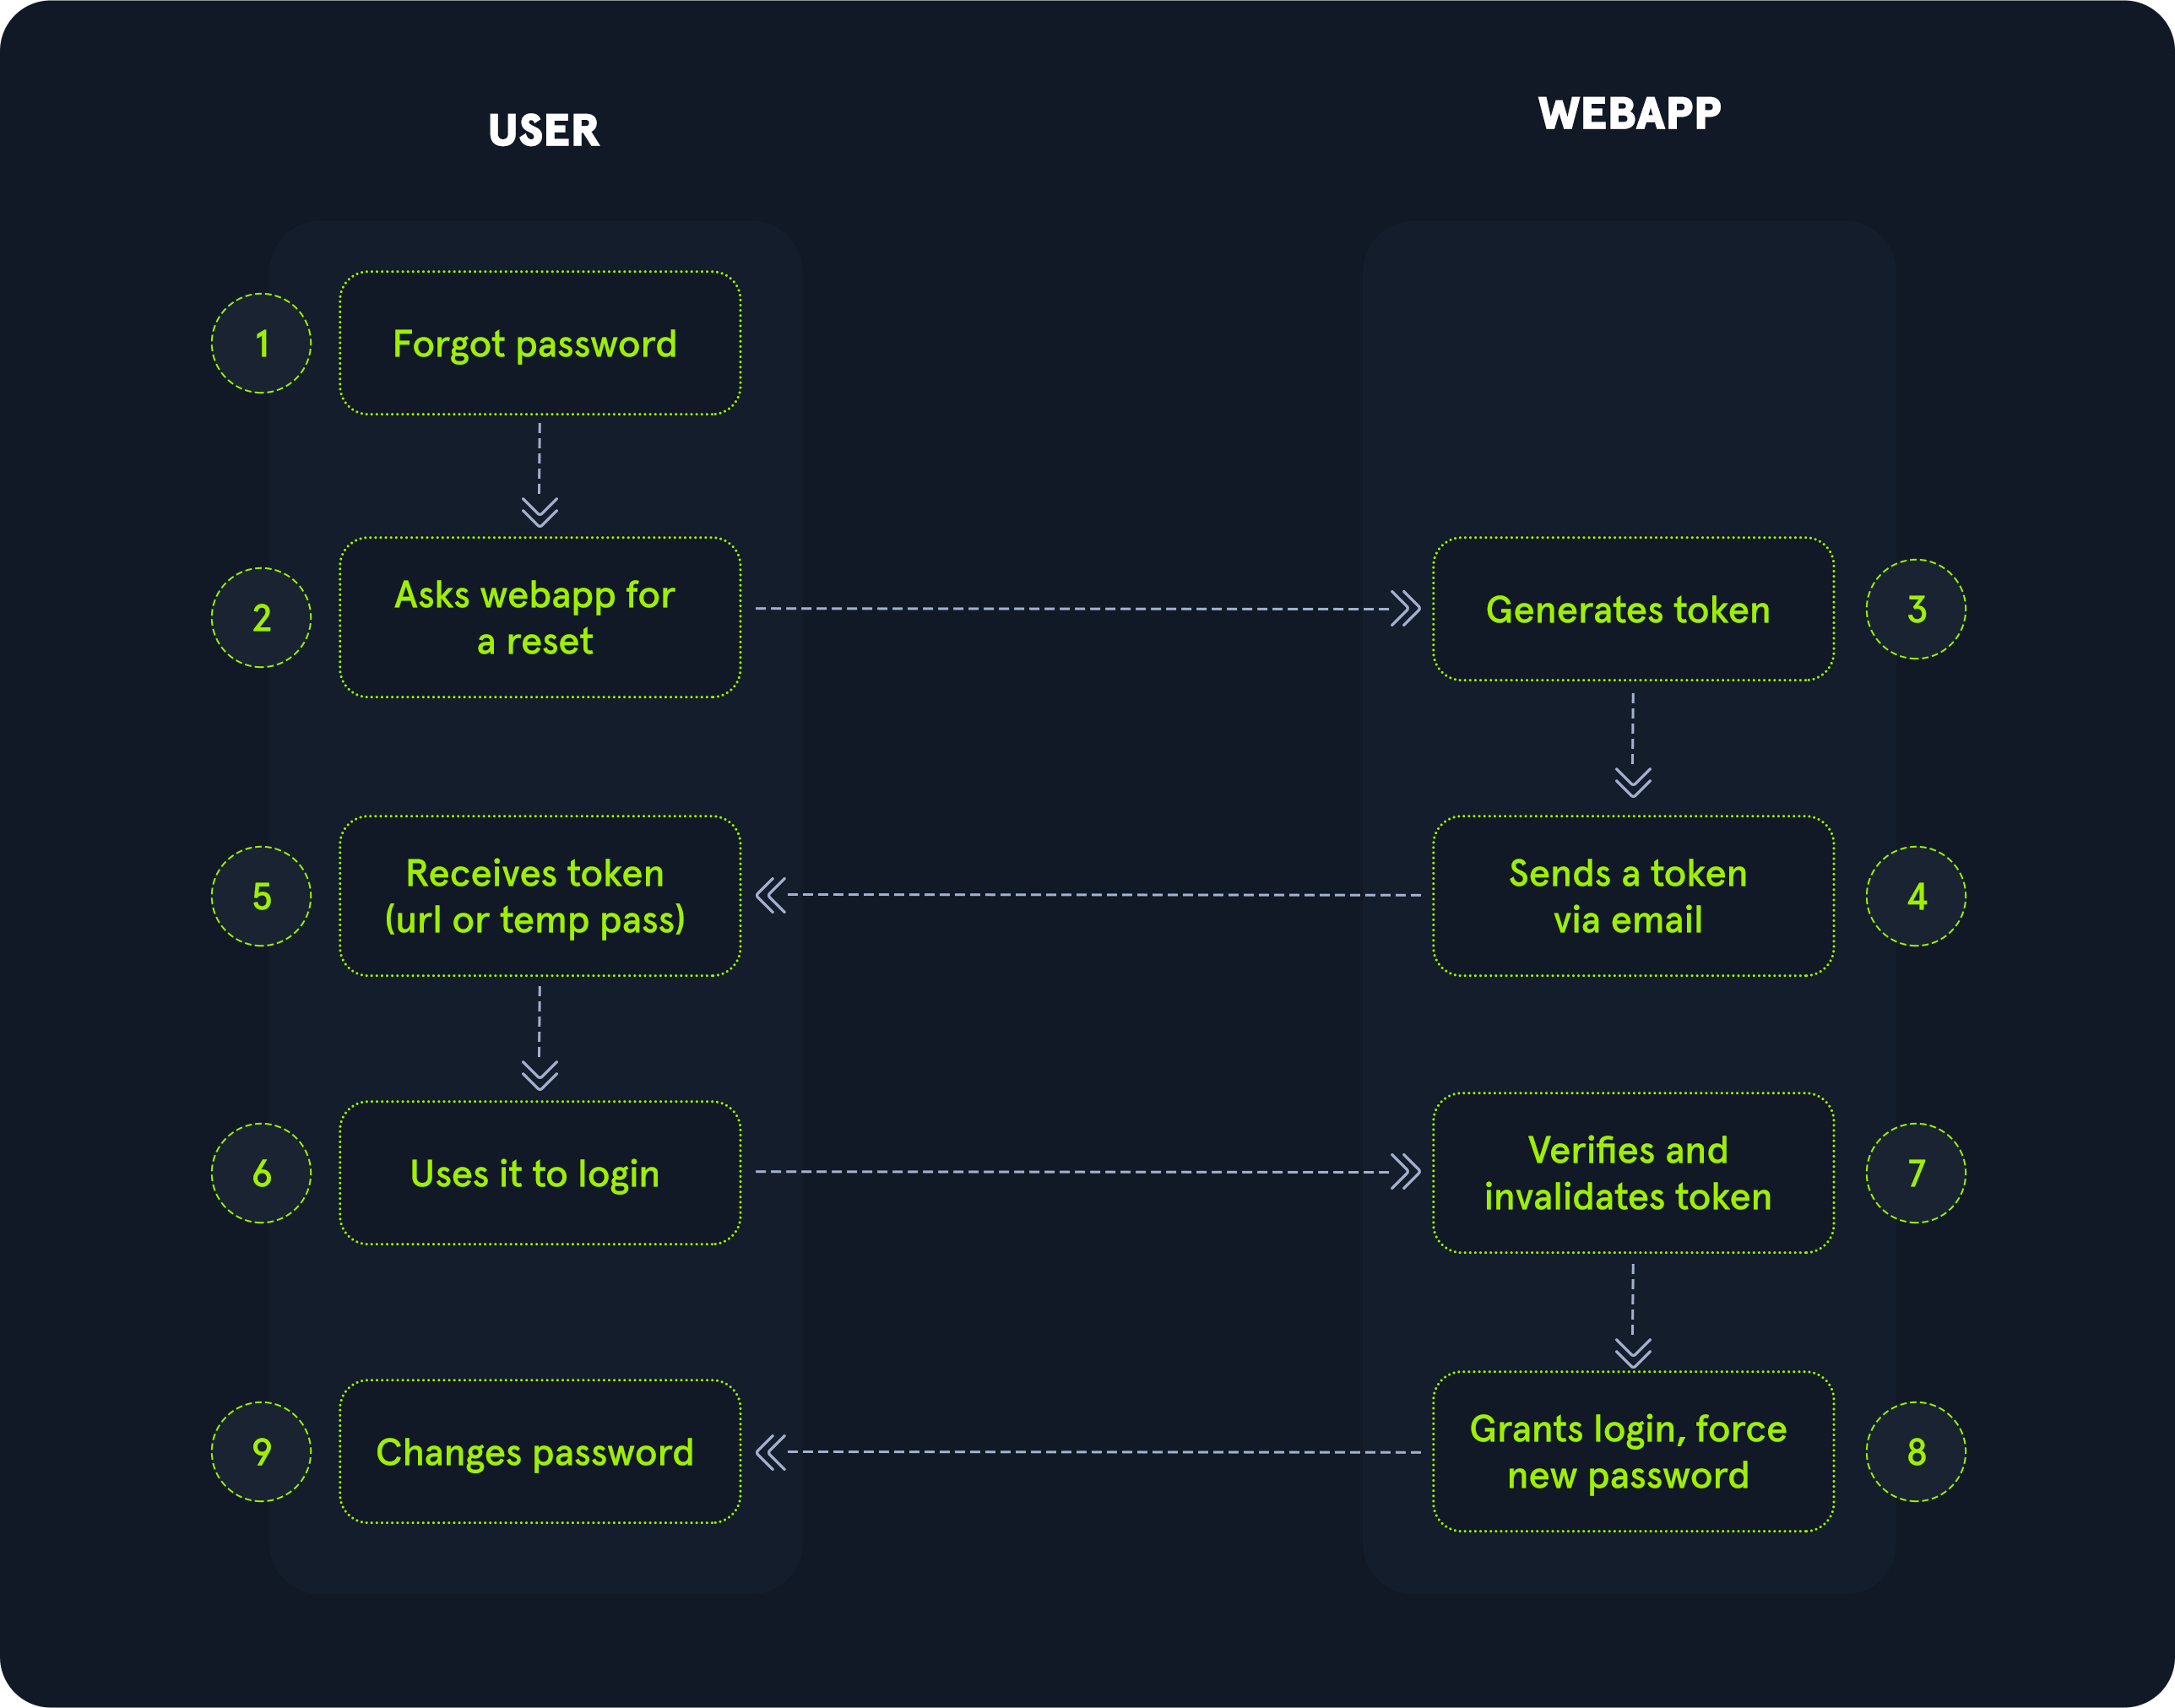 USER
WEBAPP
1
Forgot password
2
Asks webapp for
a reset
Generates token
3
5
Receives token
(url or temp pass)
Sends a token
via email
4
6
Uses it to login
Verifies and
invalidates token
7
9
Changes password
Grants login, force
new password
8